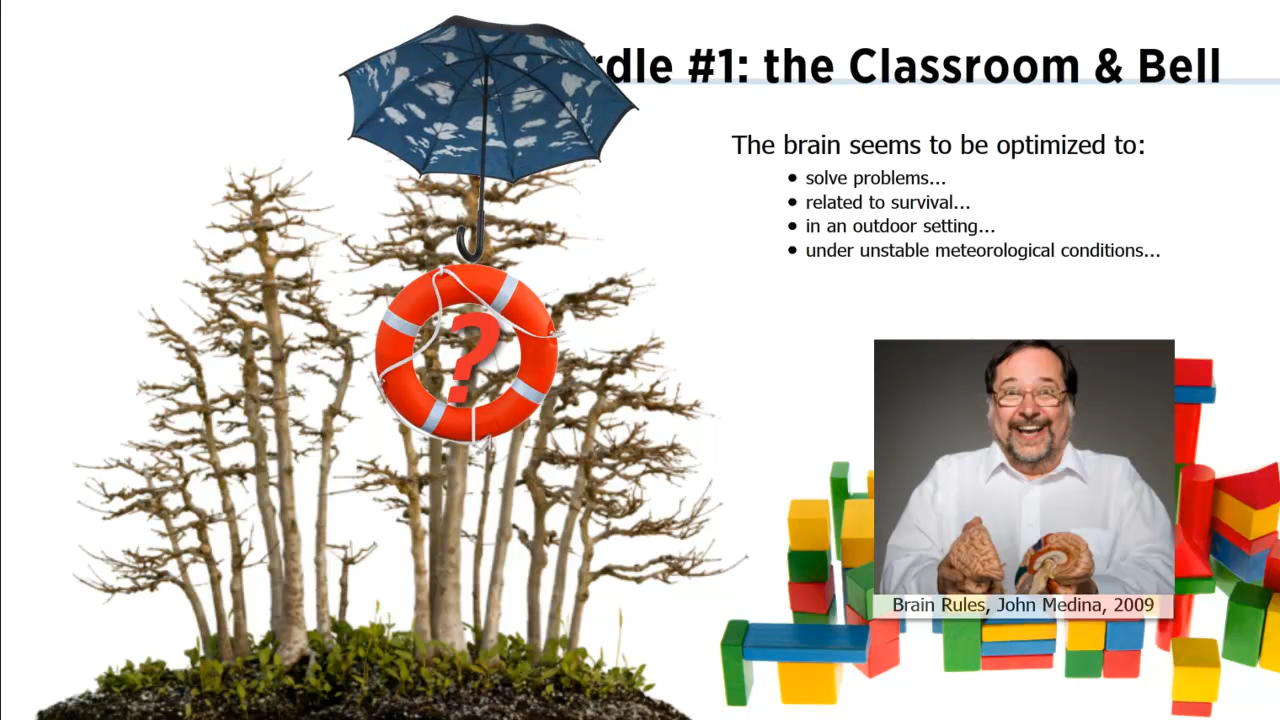 rdle #1: the Classroom & Bell
The brain seems to be optimized to:
• solve problems...
• related to survival...
• in an outdoor setting...
• under unstable meteorological conditions...
?
Brain Rules, John Medina, 2009